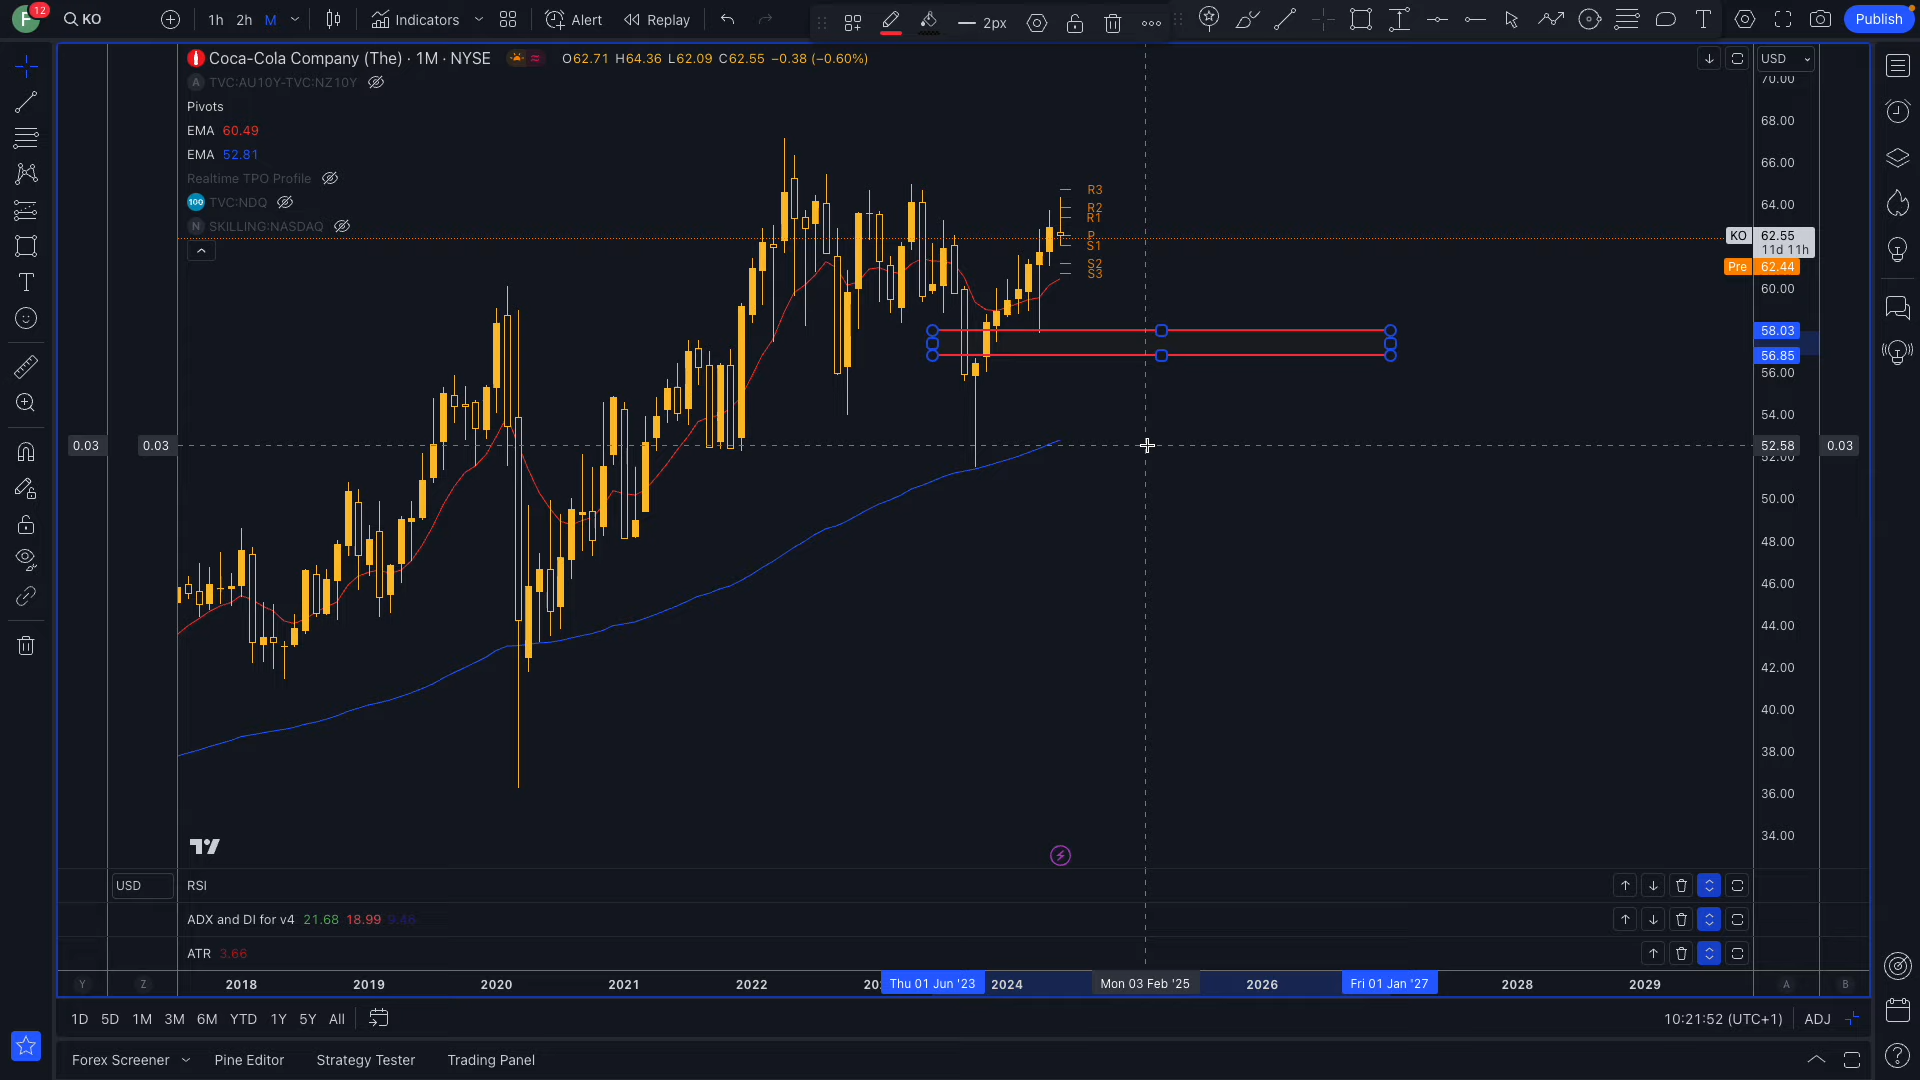 F 12 KO 1h 2h M Indicators Alert Replay 2px Publish
Coca-Cola Company (The) · 1M · NYSE O62.71 H64.36 L62.09 C62.55 −0.38 (−0.60%)
A TVC:AU10Y-TVC:NZ10Y
Pivots
EMA 60.49
EMA 52.81
Realtime TPO Profile
100 TVC:NDQ
N SKILLING:NASDAQ
R3
R2
R1
P
S1
S2
S3
USD
70.00
68.00
66.00
64.00
KO 62.55
11d 11h
Pre 62.44
60.00
58.03
56.85
56.00
54.00
0.03 0.03 52.58 0.03
52.00
50.00
48.00
46.00
44.00
42.00
40.00
38.00
36.00
34.00
USD RSI
ADX and DI for v4 21.68 18.99 9.46
ATR 3.66
Y Z 2018 2019 2020 2021 2022 Thu 01 Jun '23 2024 Mon 03 Feb '25 2026 Fri 01 Jan '27 2028 2029 A B
1D 5D 1M 3M 6M YTD 1Y 5Y All 10:21:52 (UTC+1) ADJ
Forex Screener Pine Editor Strategy Tester Trading Panel